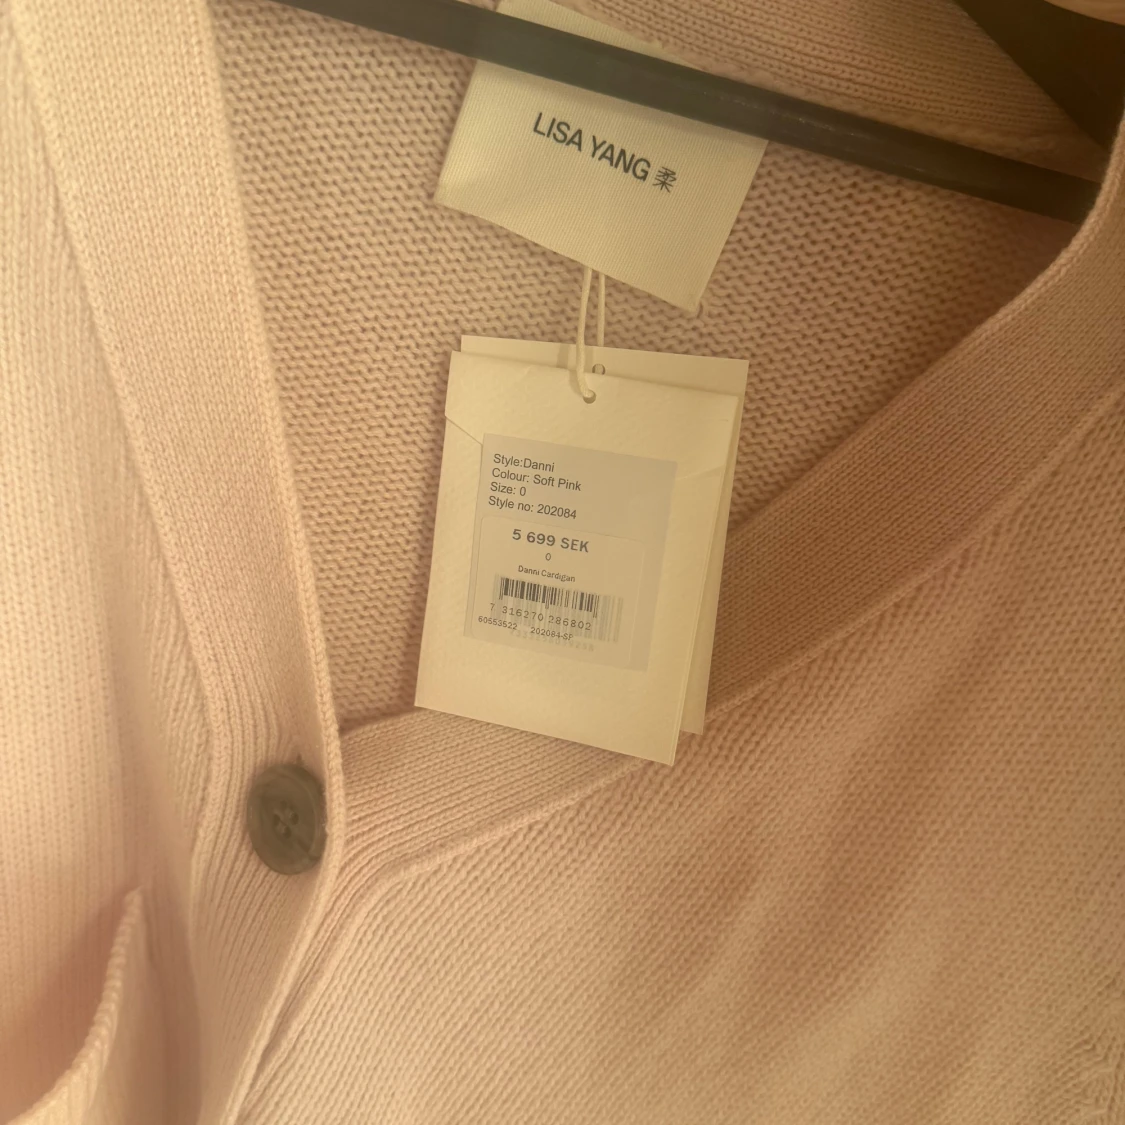 LISA YANG 柔
Style:Danni
Colour: Soft Pink
Size: 0
Style no: 202084
5 699 SEK
0
Danni Cardigan
7 316270 286802
60553522 202084-SP